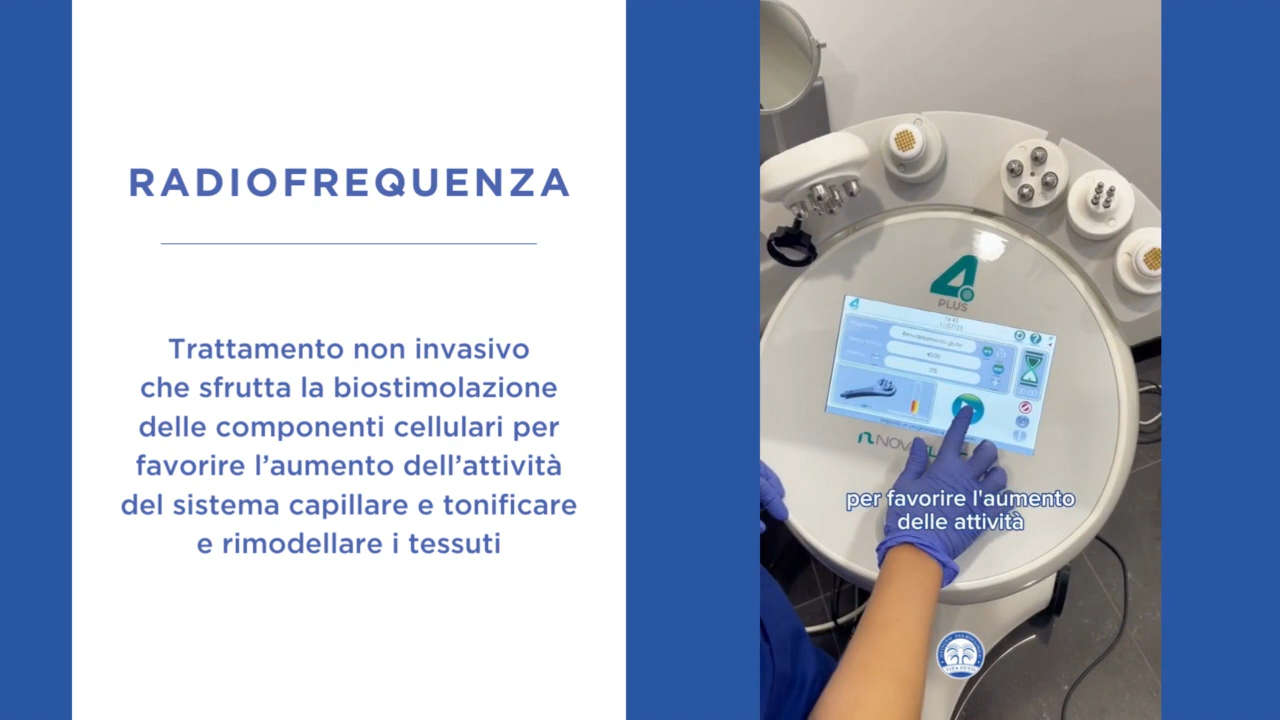 RADIOFREQUENZA
Trattamento non invasivo
che sfrutta la biostimolazione
delle componenti cellulari per
favorire l’aumento dell’attività
del sistema capillare e tonificare
e rimodellare i tessuti
4
PLUS
per favorire l'aumento
delle attività